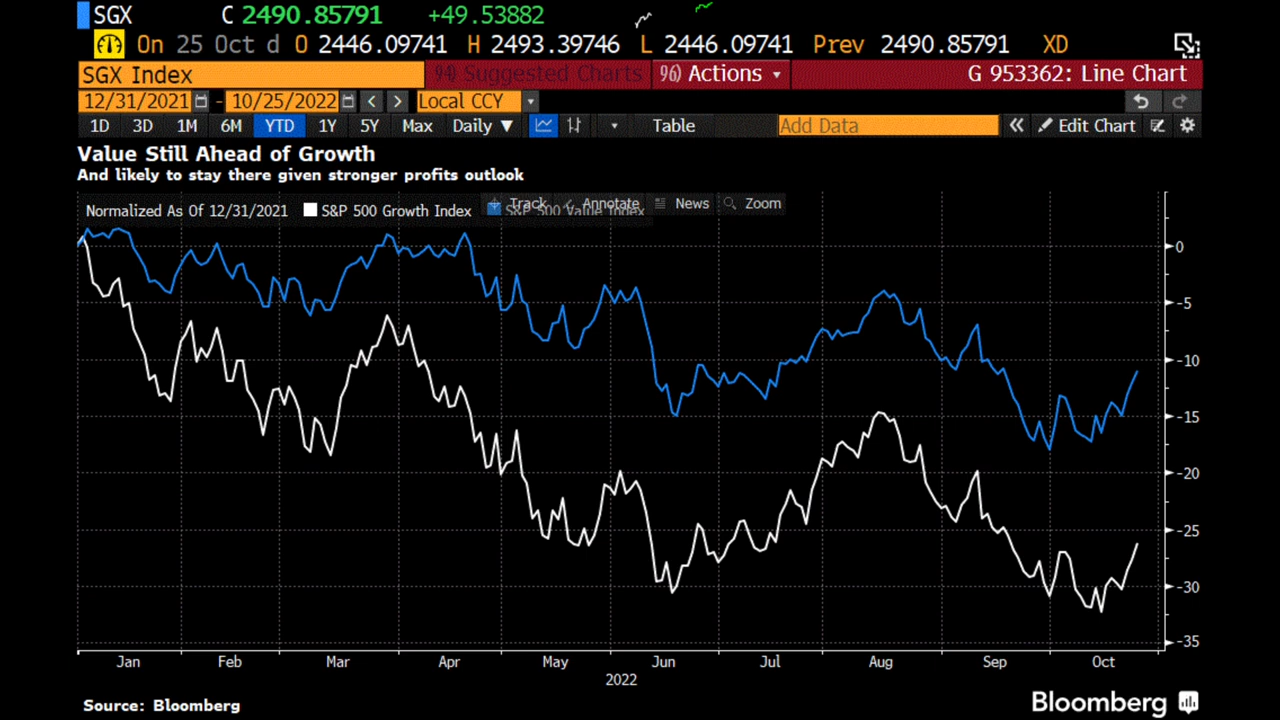 SGX C 2490.85791 +49.53882
On 25 Oct d O 2446.09741 H 2493.39746 L 2446.09741 Prev 2490.85791 XD
SGX Index 94) Suggested Charts 96) Actions G 953362: Line Chart
12/31/2021 - 10/25/2022 Local CCY
1D 3D 1M 6M YTD 1Y 5Y Max Daily Table Add Data Edit Chart
Value Still Ahead of Growth
And likely to stay there given stronger profits outlook
Track Annotate News Zoom
Normalized As Of 12/31/2021 S&P 500 Growth Index S&P 500 Value Index
0
-5
-10
-15
-20
-25
-30
-35
Jan Feb Mar Apr May Jun Jul Aug Sep Oct
2022
Source: Bloomberg
Bloomberg